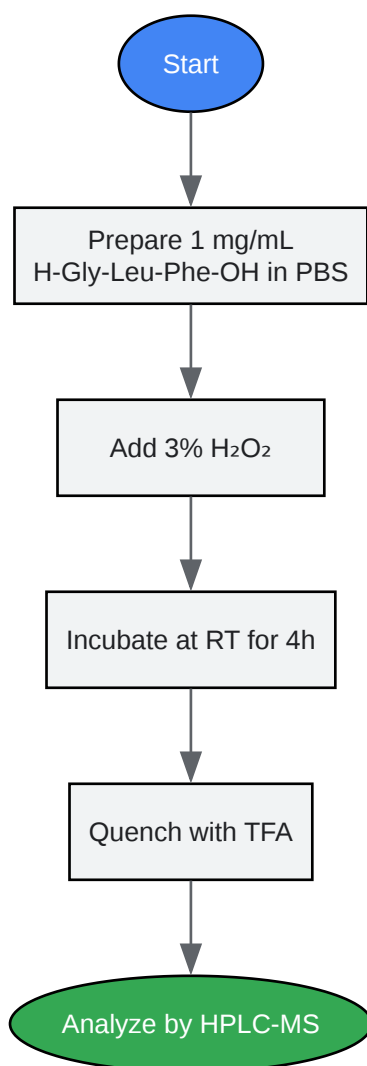 Start
Prepare 1 mg/mL
H-Gly-Leu-Phe-OH in PBS
Add 3% H₂O₂
Incubate at RT for 4h
Quench with TFA
Analyze by HPLC-MS